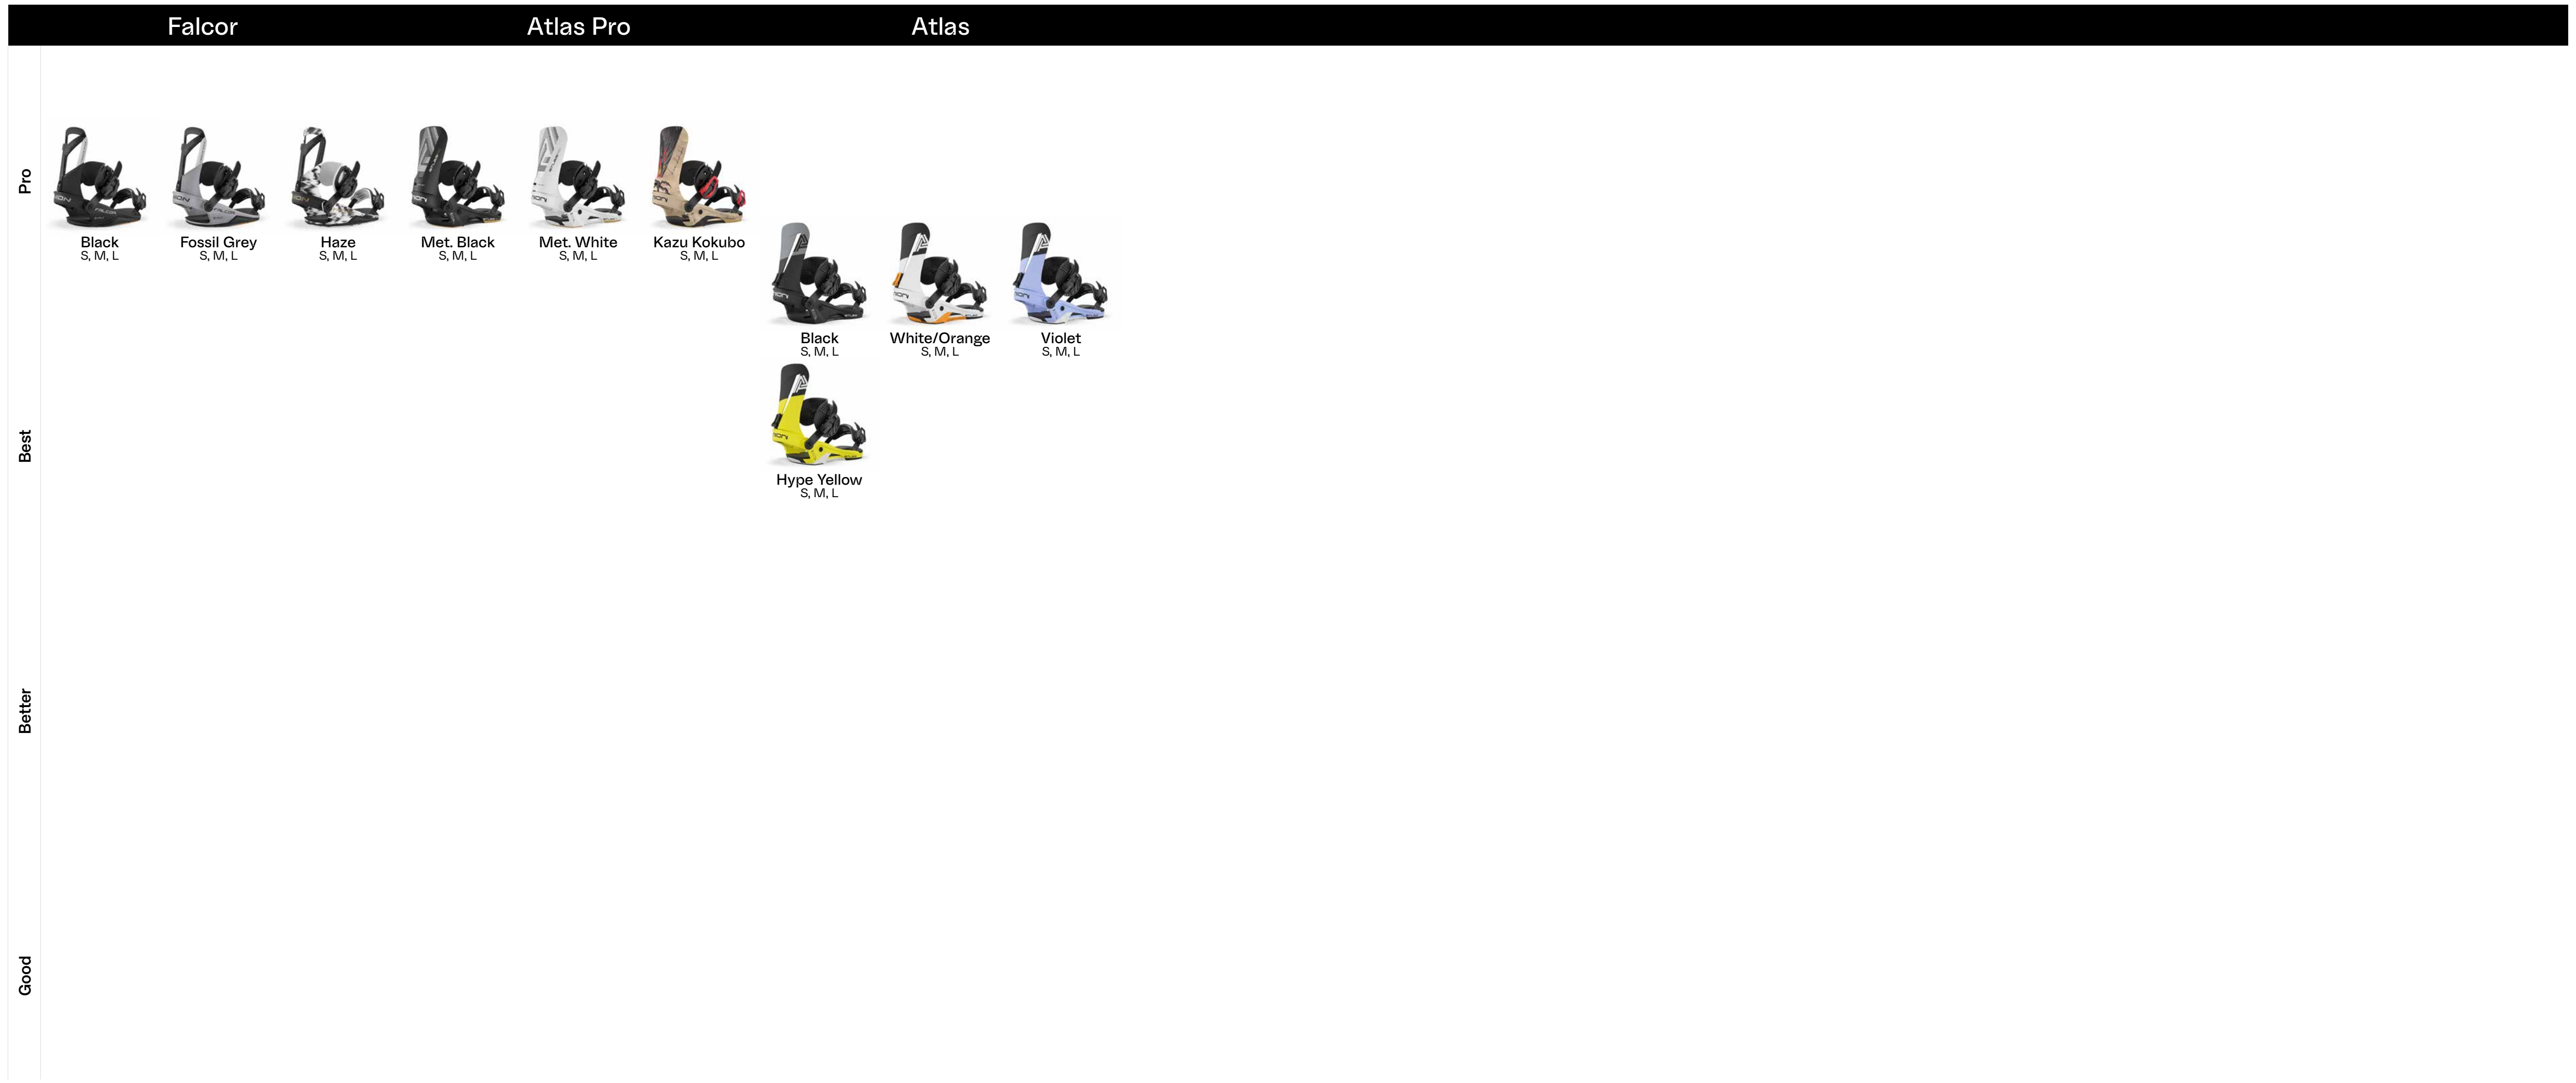 Falcor
Atlas Pro
Atlas
Pro
Black
S, M, L
Fossil Grey
S, M, L
Haze
S, M, L
Met. Black
S, M, L
Met. White
S, M, L
Kazu Kokubo
S, M, L
Black
S, M, L
White/Orange
S, M, L
Violet
S, M, L
Best
Hype Yellow
S, M, L
Better
Good